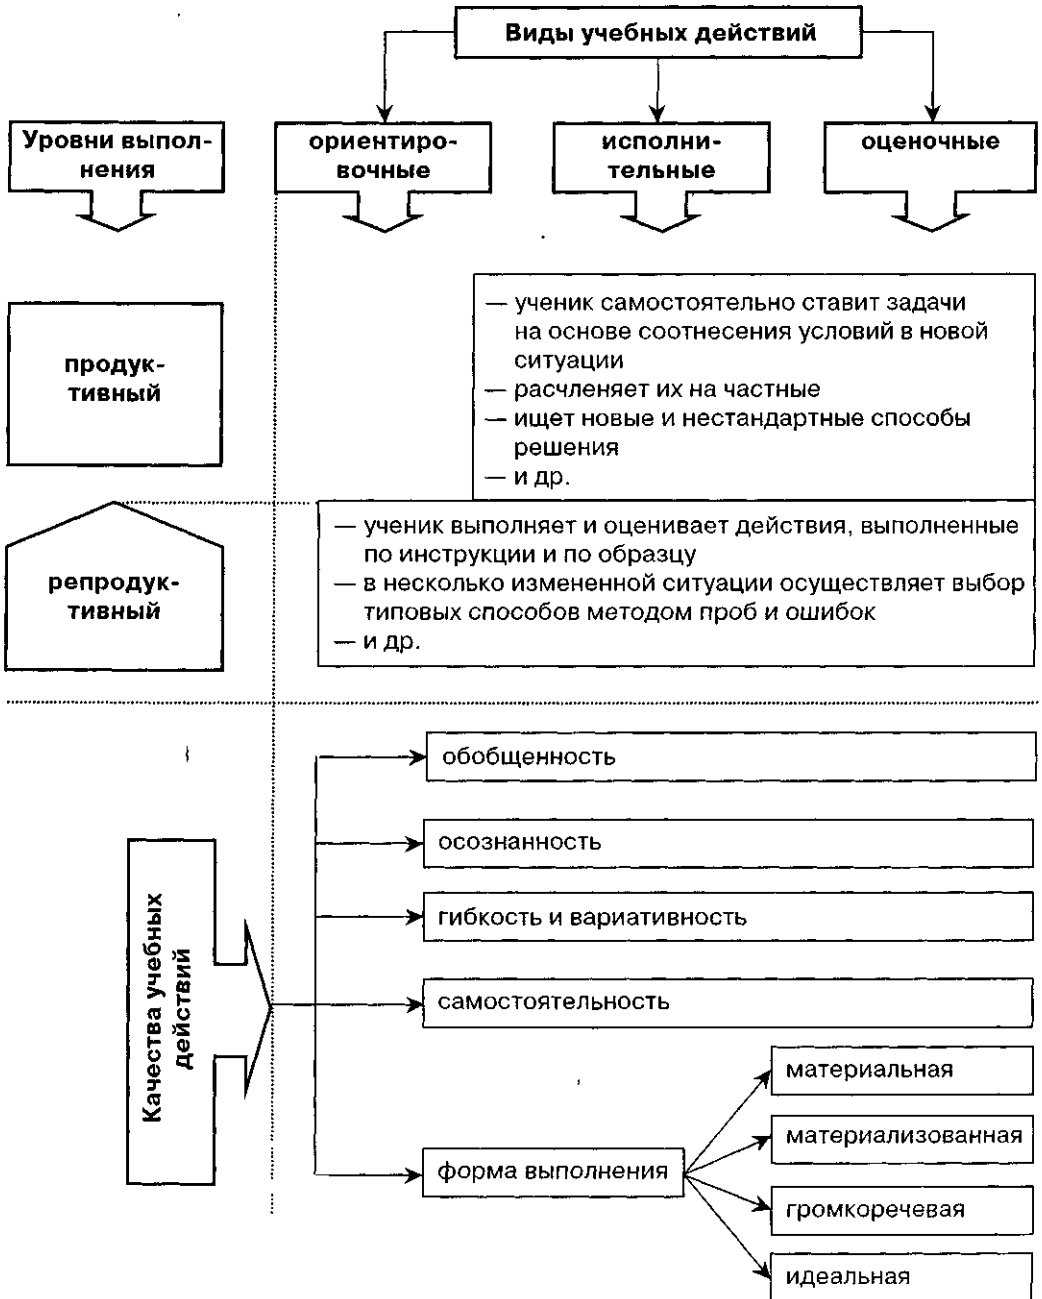 Виды учебных действий
Уровни выпол-
нения
ориентиро-
вочные
исполни-
тельные
оценочные
продук-
тивный
— ученик самостоятельно ставит задачи
на основе соотнесения условий в новой
ситуации
— расчленяет их на частные
— ищет новые и нестандартные способы
решения
— и др.
репродук-
тивный
— ученик выполняет и оценивает действия, выполненные
по инструкции и по образцу
— в несколько измененной ситуации осуществляет выбор
типовых способов методом проб и ошибок
— и др.
Качества учебных
действий
обобщенность
осознанность
гибкость и вариативность
самостоятельность
форма выполнения
материальная
материализованная
громкоречевая
идеальная